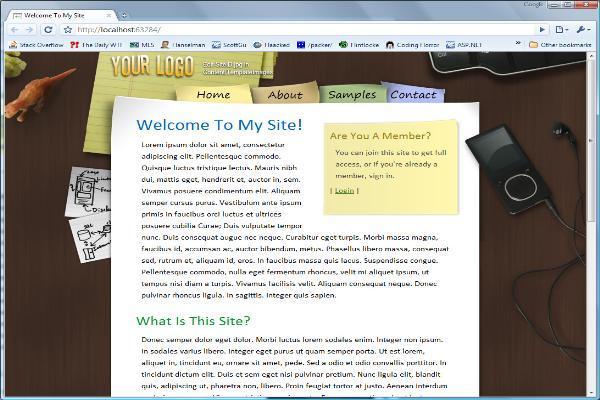 Google
Welcome To My Site
http://localhost:63284/
Stack Overflow The Daily WTF MLS Hanselman ScottGu Haacked /packer/ Flintlocke Coding Horror ASP.NET » Other bookmarks
YOUR LOGO
Content Template images
Home About Samples Contact
Welcome To My Site!
Lorem ipsum dolor sit amet, consectetur
adipiscing elit. Pellentesque commodo.
Quisque luctus tristique lectus. Mauris nibh
dui, mattis eget, hendrerit et, auctor in, sem.
Vivamus posuere condimentum elit. Aliquam
semper cursus purus. Vestibulum ante ipsum
primis in faucibus orci luctus et ultrices
posuere cubilia Curae; Duis vulputate tempor
nunc. Duis consequat augue nec neque. Curabitur eget turpis. Morbi massa magna,
faucibus id, accumsan ac, auctor bibendum, metus. Phasellus libero massa, consequat
sed, rutrum et, aliquam id, eros. In faucibus massa quis lacus. Suspendisse congue.
Pellentesque commodo, nulla eget fermentum rhoncus, velit mi aliquet ipsum, ut
tempus nisi diam a turpis. Vivamus facilisis velit. Aliquam consequat neque. Donec
pulvinar rhoncus ligula. In sagittis. Integer quis sapien.
Are You A Member?
You can join this site to get full
access, or if you're already a
member, sign in.
[ Login ]
What Is This Site?
Donec semper dolor eget dolor. Morbi luctus lorem sodales enim. Integer non ipsum.
In sodales varius libero. Integer eget purus ut quam semper porta. Ut est lorem,
aliquet in, tincidunt eu, ornare sit amet, pede. Sed a odio et odio convallis porttitor. In
tincidunt dictum elit. Duis et sem eget nisi pulvinar pretium. Nunc ligula elit, blandit
quis, adipiscing ut, pharetra non, libero. Proin feugiat tortor at justo. Aenean interdum